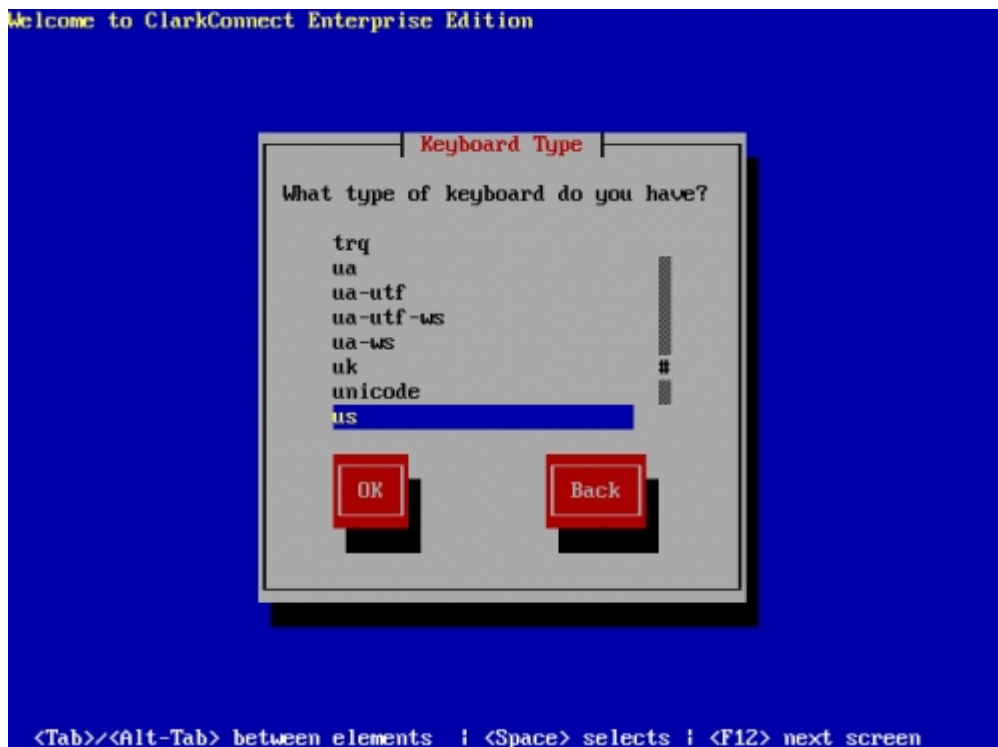 Welcome to ClarkConnect Enterprise Edition
Keyboard Type
What type of keyboard do you have?
trq
ua
ua-utf
ua-utf-ws
ua-ws
uk #
unicode
us
OK Back
<Tab>/<Alt-Tab> between elements | <Space> selects | <F12> next screen